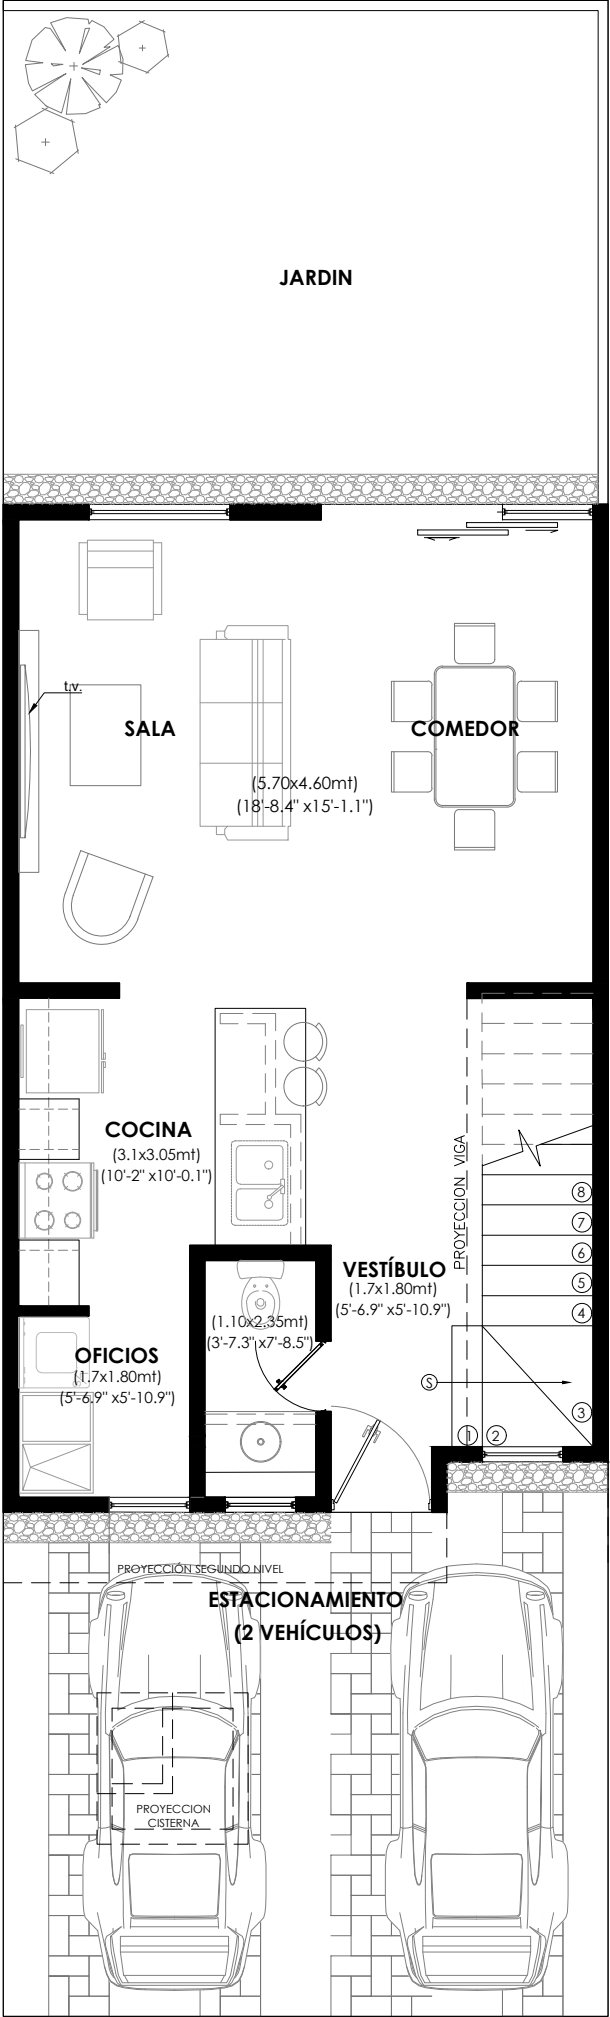 JARDIN
t.v.
SALA
COMEDOR
(5.70x4.60mt)
(18'-8.4" x15'-1.1")
COCINA
(3.1x3.05mt)
(10'-2" x10'-0.1")
PROYECCION VIGA
8
7
6
5
4
3
2
1
S
VESTÍBULO
(1.7x1.80mt)
(5'-6.9" x5'-10.9")
(1.10x2.35mt)
(3'-7.3"x7'-8.5")
OFICIOS
(1.7x1.80mt)
(5'-6.9" x5'-10.9")
PROYECCIÓN SEGUNDO NIVEL
ESTACIONAMIENTO
(2 VEHÍCULOS)
PROYECCION
CISTERNA